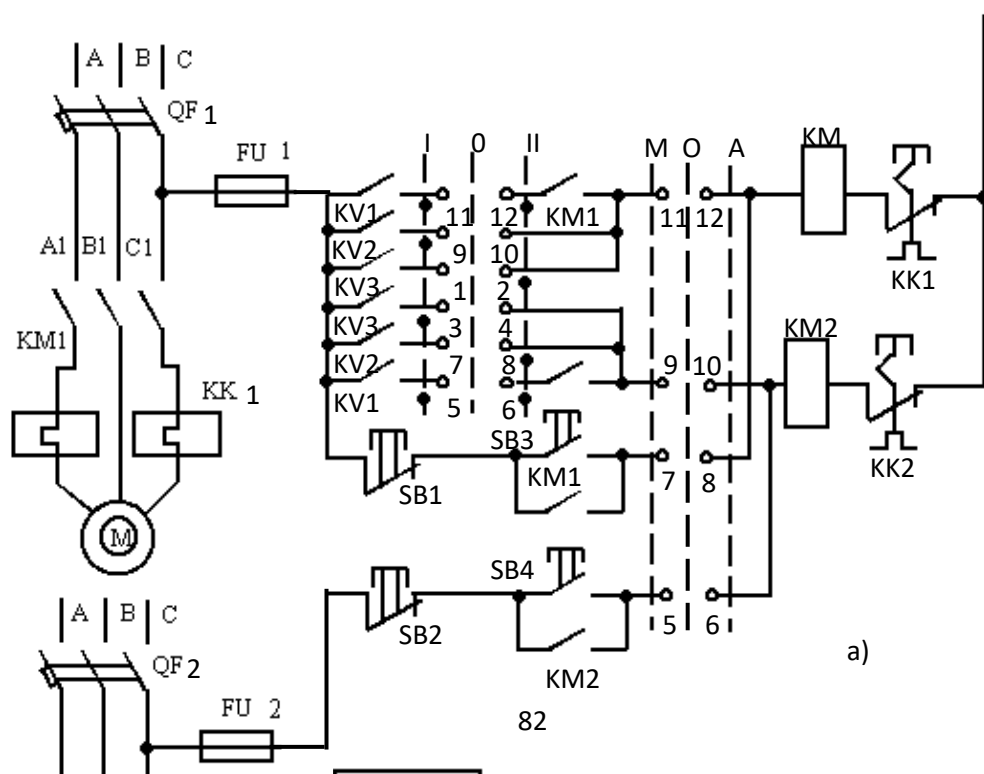 A B C
QF 1
FU 1
I 0 II
M O A
KM
KV1 11 12 KM1 11 12
A1 B1 C1
KV2 9 10
KK1
KV3 1 2
KV3 3 4
KM1
KM2
KV2 7 8
9 10
KK 1
KV1 5 6
SB3
KM1
KK2
SB1
7 8
M
SB4
A B C
SB2
5 6
QF 2
a)
KM2
FU 2
82